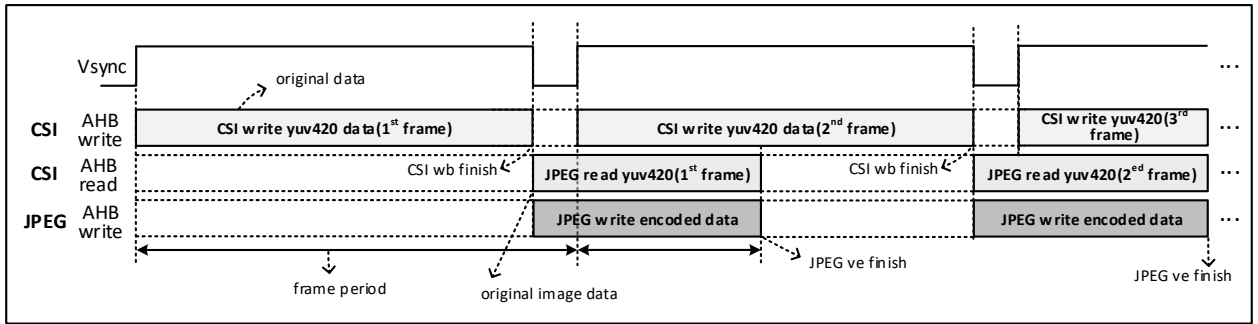 Vsync
...
original data
CSI AHB write CSI write yuv420 data(1st frame) CSI write yuv420 data(2nd frame) CSI write yuv420(3rd frame) ...
CSI wb finish CSI wb finish
CSI AHB read JPEG read yuv420(1st frame) JPEG read yuv420(2ed frame) ...
JPEG AHB write JPEG write encoded data JPEG write encoded data ...
JPEG ve finish
JPEG ve finish
frame period
original image data